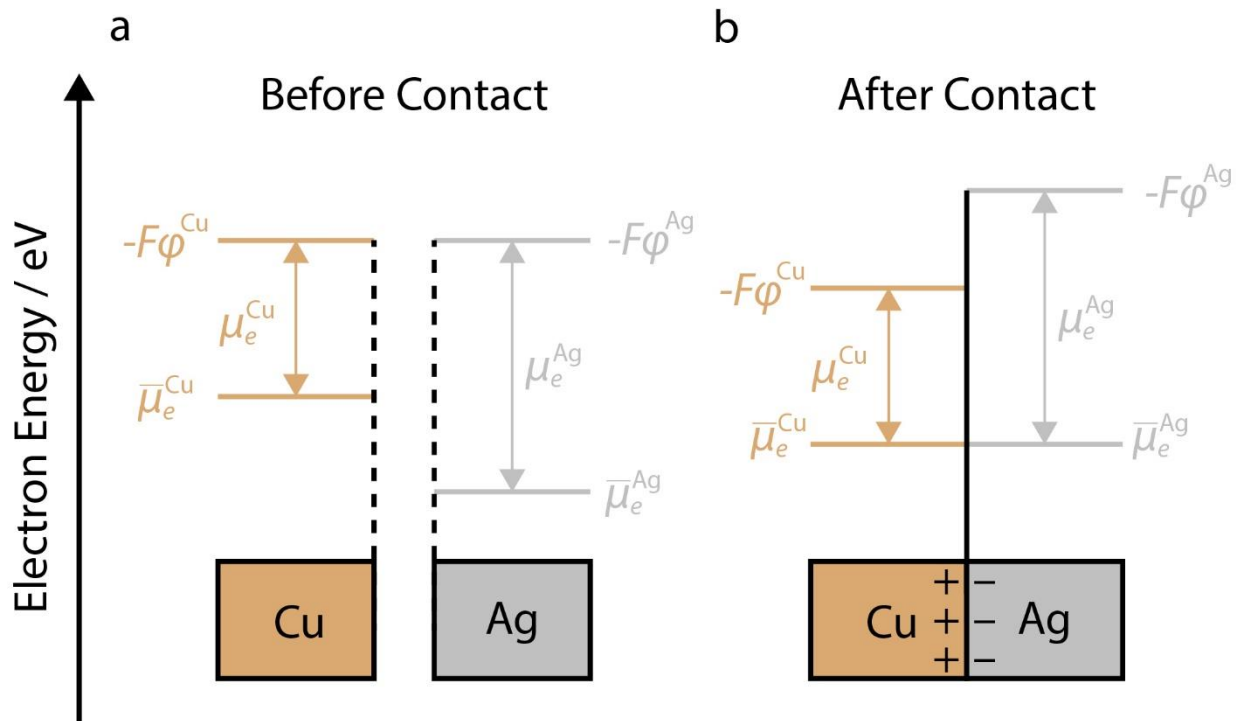 a
b
Before Contact
After Contact
Electron Energy / eV
-Fφ^Cu
-Fφ^Ag
μ_e^Cu
μ_e^Ag
μ̅_e^Cu
μ̅_e^Ag
-Fφ^Ag
-Fφ^Cu
μ_e^Ag
μ_e^Cu
μ̅_e^Cu
μ̅_e^Ag
Cu
Ag
Cu
Ag
+ −
+ −
+ −